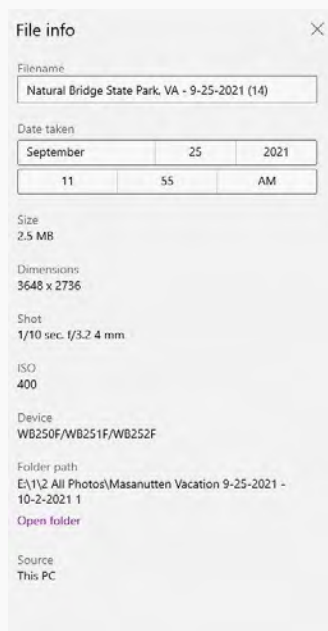 File info
Filename
Natural Bridge State Park, VA - 9-25-2021 (14)
Date taken
September 25 2021
11 55 AM
Size
2.5 MB
Dimensions
3648 x 2736
Shot
1/10 sec. f/3.2 4 mm
ISO
400
Device
WB250F/WB251F/WB252F
Folder path
E:\1\2 All Photos\Masanutten Vacation 9-25-2021 -
10-2-2021 1
Open folder
Source
This PC